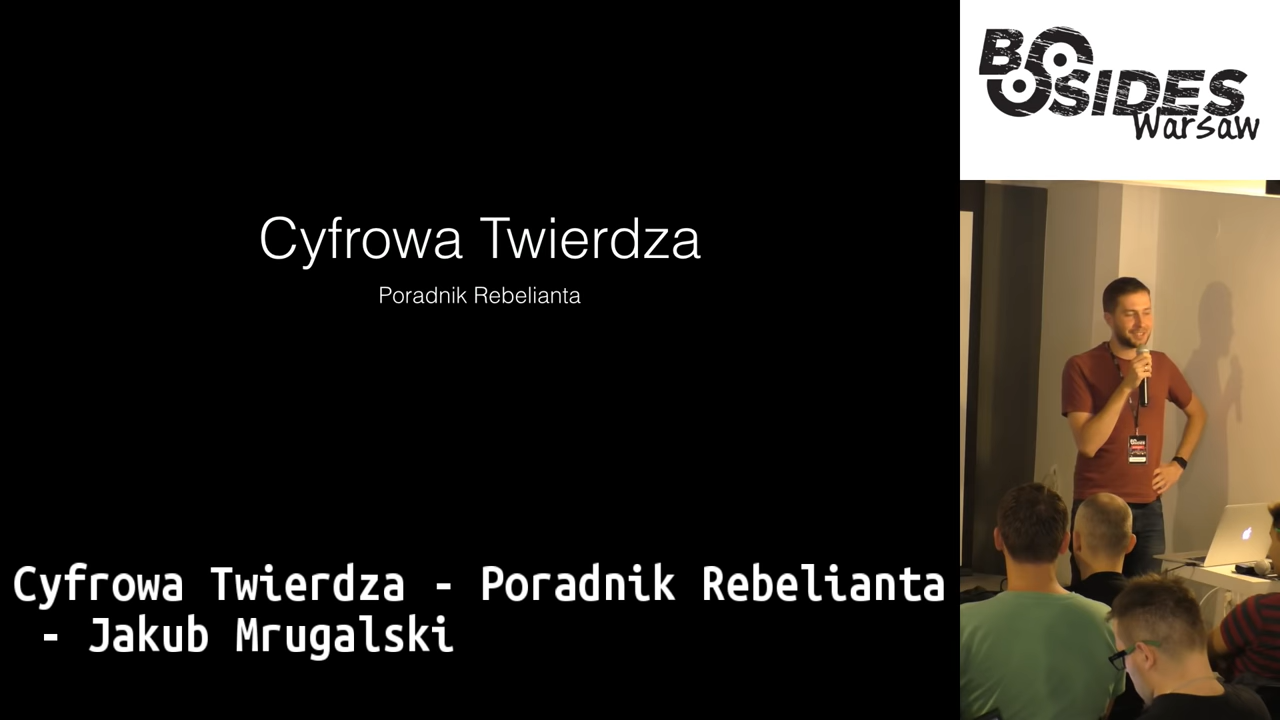 Cyfrowa Twierdza
Poradnik Rebelianta
Cyfrowa Twierdza - Poradnik Rebelianta
- Jakub Mrugalski
BSIDES
Warsaw